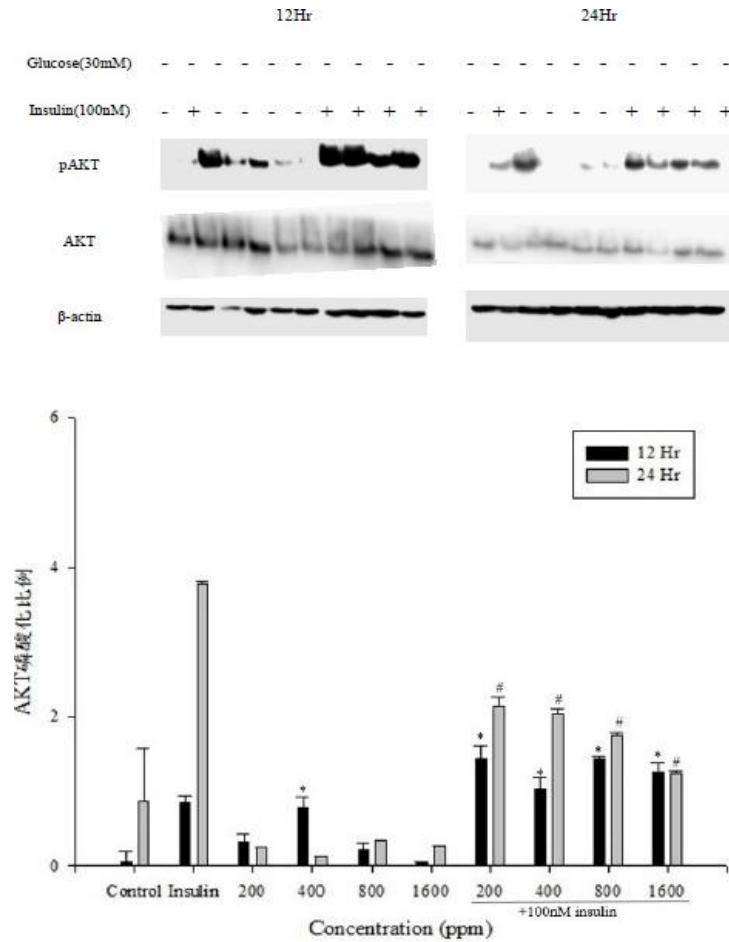 12Hr 24Hr
Glucose(30mM) - - - - - - - - - - - - - - - - - - - -
Insulin(100nM) - + - - - - + + + + - + - - - - + + + +
pAKT
AKT
β-actin
6
12 Hr
24 Hr
4
AKT磷酸化比例
2
# # # #
* * * * *
0
Control Insulin 200 400 800 1600 200 400 800 1600
+100nM insulin
Concentration (ppm)